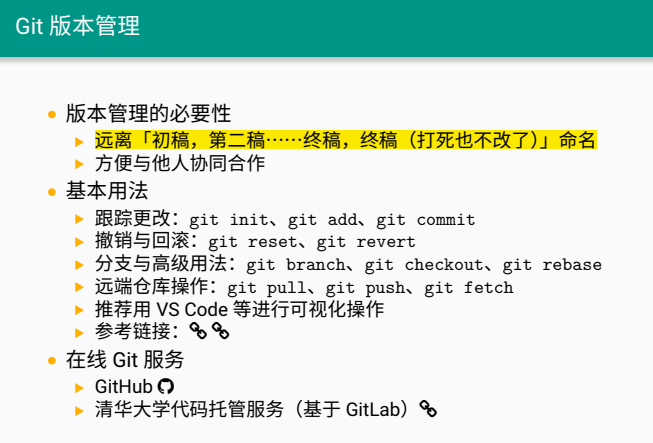 Git 版本管理
版本管理的必要性
远离「初稿，第二稿……终稿，终稿（打死也不改了）」命名
方便与他人协同合作
基本用法
跟踪更改：git init、git add、git commit
撤销与回滚：git reset、git revert
分支与高级用法：git branch、git checkout、git rebase
远端仓库操作：git pull、git push、git fetch
推荐用 VS Code 等进行可视化操作
参考链接：
在线 Git 服务
GitHub
清华大学代码托管服务（基于 GitLab）